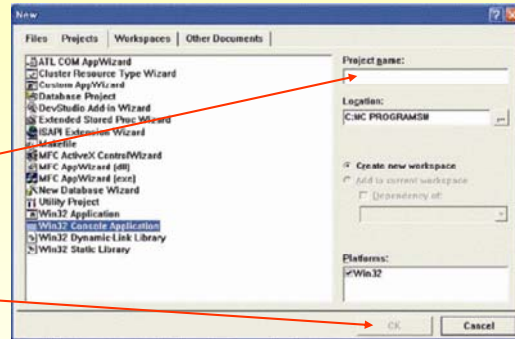 New
Files Projects Workspaces Other Documents
ATL COM AppWizard
Cluster Resource Type Wizard
Custom AppWizard
Database Project
DevStudio Add-in Wizard
Extended Stored Proc Wizard
ISAPI Extension Wizard
Makefile
MFC ActiveX ControlWizard
MFC AppWizard (dll)
MFC AppWizard (exe)
New Database Wizard
Utility Project
Win32 Application
Win32 Console Application
Win32 Dynamic-Link Library
Win32 Static Library
Project name:
Location:
C:\C PROGRAMS\
...
Create new workspace
Add to current workspace
Dependency of:
Platforms:
Win32
OK Cancel